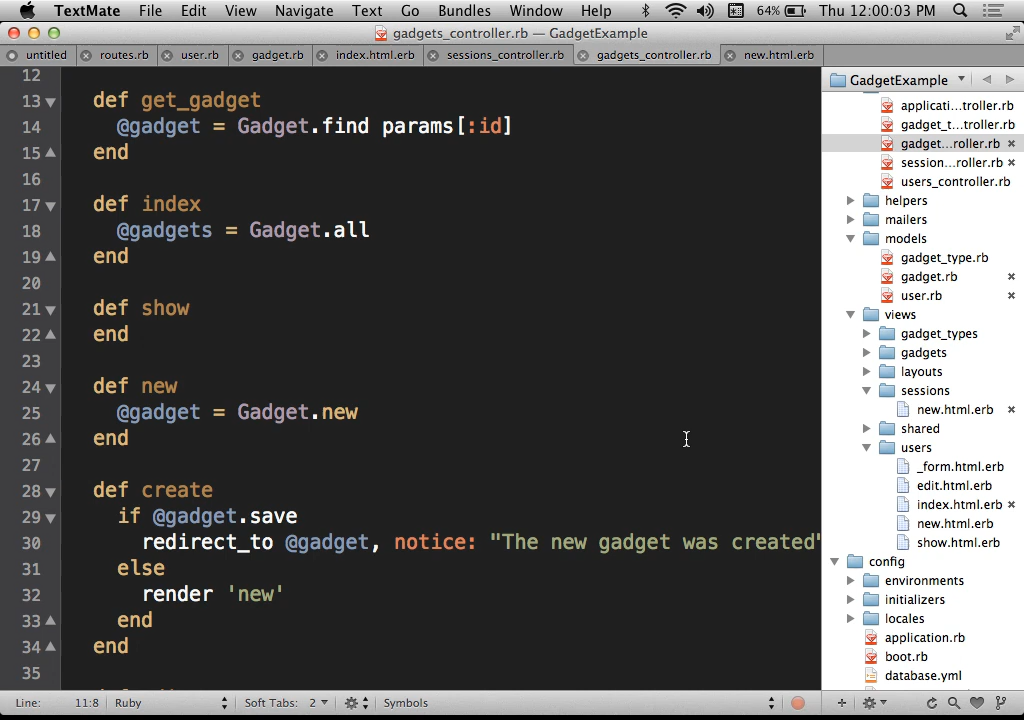 TextMate File Edit View Navigate Text Go Bundles Window Help 64% Thu 12:00:03 PM
gadgets_controller.rb — GadgetExample
untitled routes.rb user.rb gadget.rb index.html.erb sessions_controller.rb gadgets_controller.rb new.html.erb
12
13 def get_gadget
14 @gadget = Gadget.find params[:id]
15 end
16
17 def index
18 @gadgets = Gadget.all
19 end
20
21 def show
22 end
23
24 def new
25 @gadget = Gadget.new
26 end
27
28 def create
29 if @gadget.save
30 redirect_to @gadget, notice: "The new gadget was created"
31 else
32 render 'new'
33 end
34 end
35
GadgetExample
applicati...troller.rb
gadget_t...troller.rb
gadget...roller.rb
session...roller.rb
users_controller.rb
helpers
mailers
models
gadget_type.rb
gadget.rb
user.rb
views
gadget_types
gadgets
layouts
sessions
new.html.erb
shared
users
_form.html.erb
edit.html.erb
index.html.erb
new.html.erb
show.html.erb
config
environments
initializers
locales
application.rb
boot.rb
database.yml
Line: 11:8 Ruby Soft Tabs: 2 Symbols